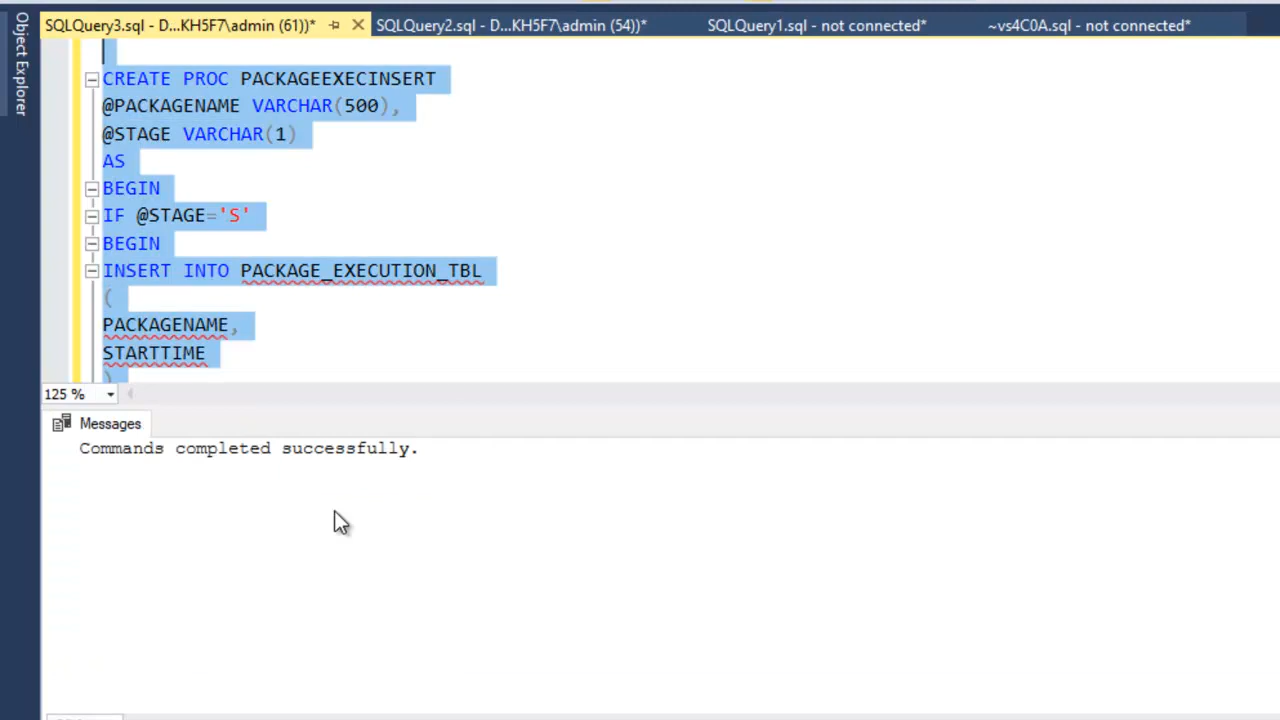 Object Explorer
SQLQuery3.sql - D...KH5F7\admin (61))*
SQLQuery2.sql - D...KH5F7\admin (54))*
SQLQuery1.sql - not connected*
~vs4C0A.sql - not connected*
CREATE PROC PACKAGEEXECINSERT
@PACKAGENAME VARCHAR(500),
@STAGE VARCHAR(1)
AS
BEGIN
IF @STAGE='S'
BEGIN
INSERT INTO PACKAGE_EXECUTION_TBL
(
PACKAGENAME,
STARTTIME
)
125 %
Messages
Commands completed successfully.